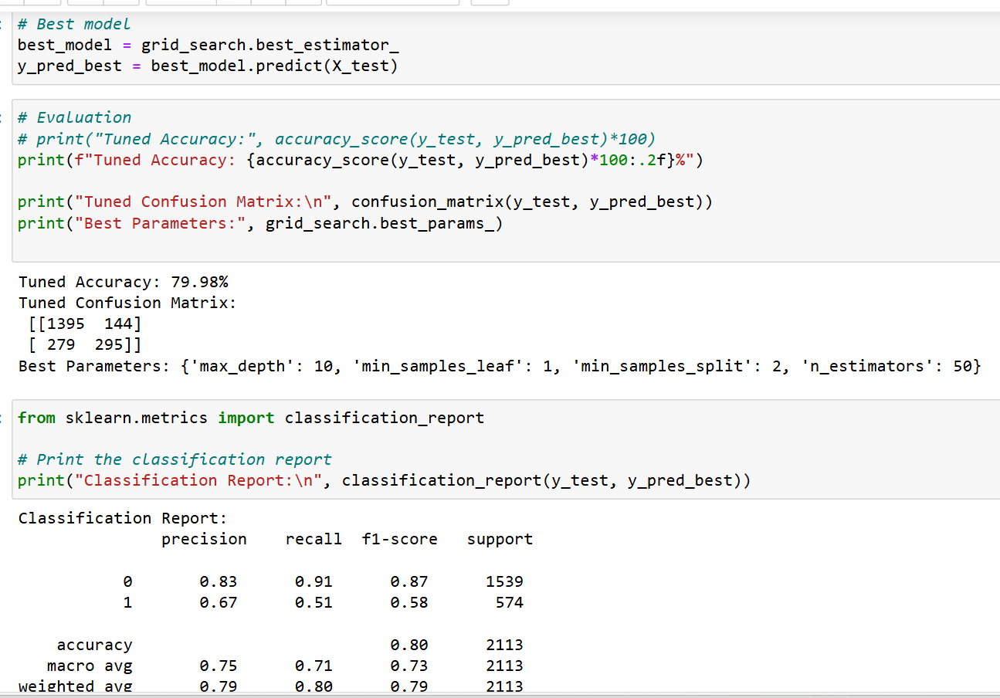 # Best model
best_model = grid_search.best_estimator_
y_pred_best = best_model.predict(X_test)
# Evaluation
# print("Tuned Accuracy:", accuracy_score(y_test, y_pred_best)*100)
print(f"Tuned Accuracy: {accuracy_score(y_test, y_pred_best)*100:.2f}%")
print("Tuned Confusion Matrix:\n", confusion_matrix(y_test, y_pred_best))
print("Best Parameters:", grid_search.best_params_)
Tuned Accuracy: 79.98%
Tuned Confusion Matrix:
[[1395  144]
[ 279  295]]
Best Parameters: {'max_depth': 10, 'min_samples_leaf': 1, 'min_samples_split': 2, 'n_estimators': 50}
from sklearn.metrics import classification_report
# Print the classification report
print("Classification Report:\n", classification_report(y_test, y_pred_best))
Classification Report:
precision    recall  f1-score   support
0       0.83      0.91      0.87      1539
1       0.67      0.51      0.58       574
accuracy                           0.80      2113
macro avg       0.75      0.71      0.73      2113
weighted avg       0.79      0.80      0.79      2113